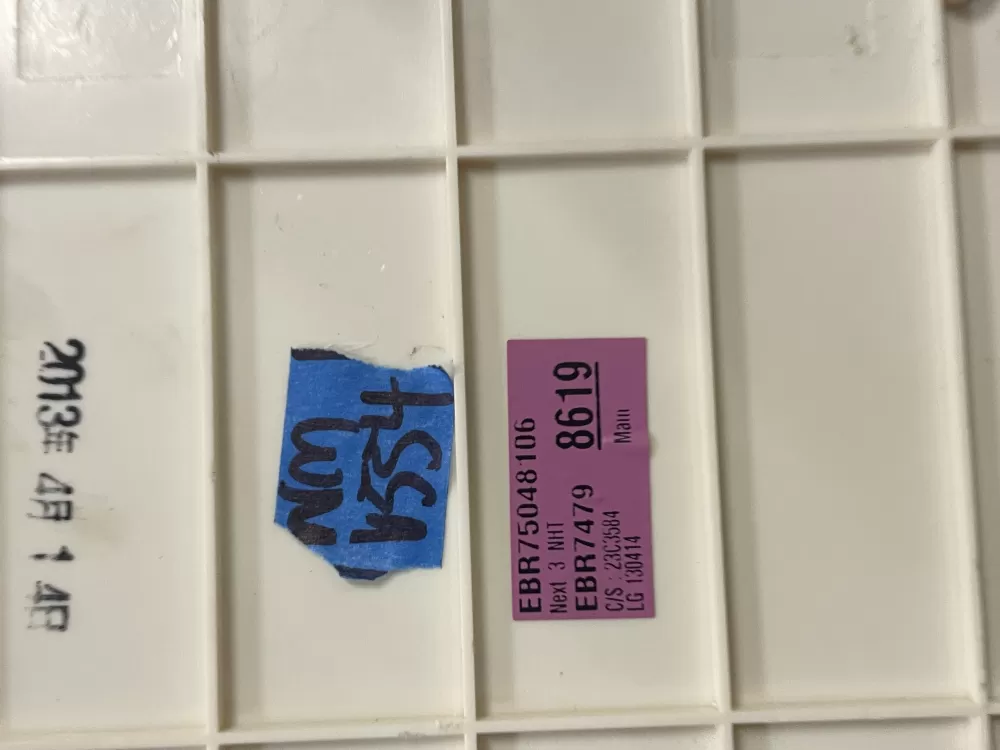 2013年 4月 14日
WM
1554
EBR75048106
Next 3 NHT
EBR7479 8619
C/S : 23C3584
LG 130414
Main